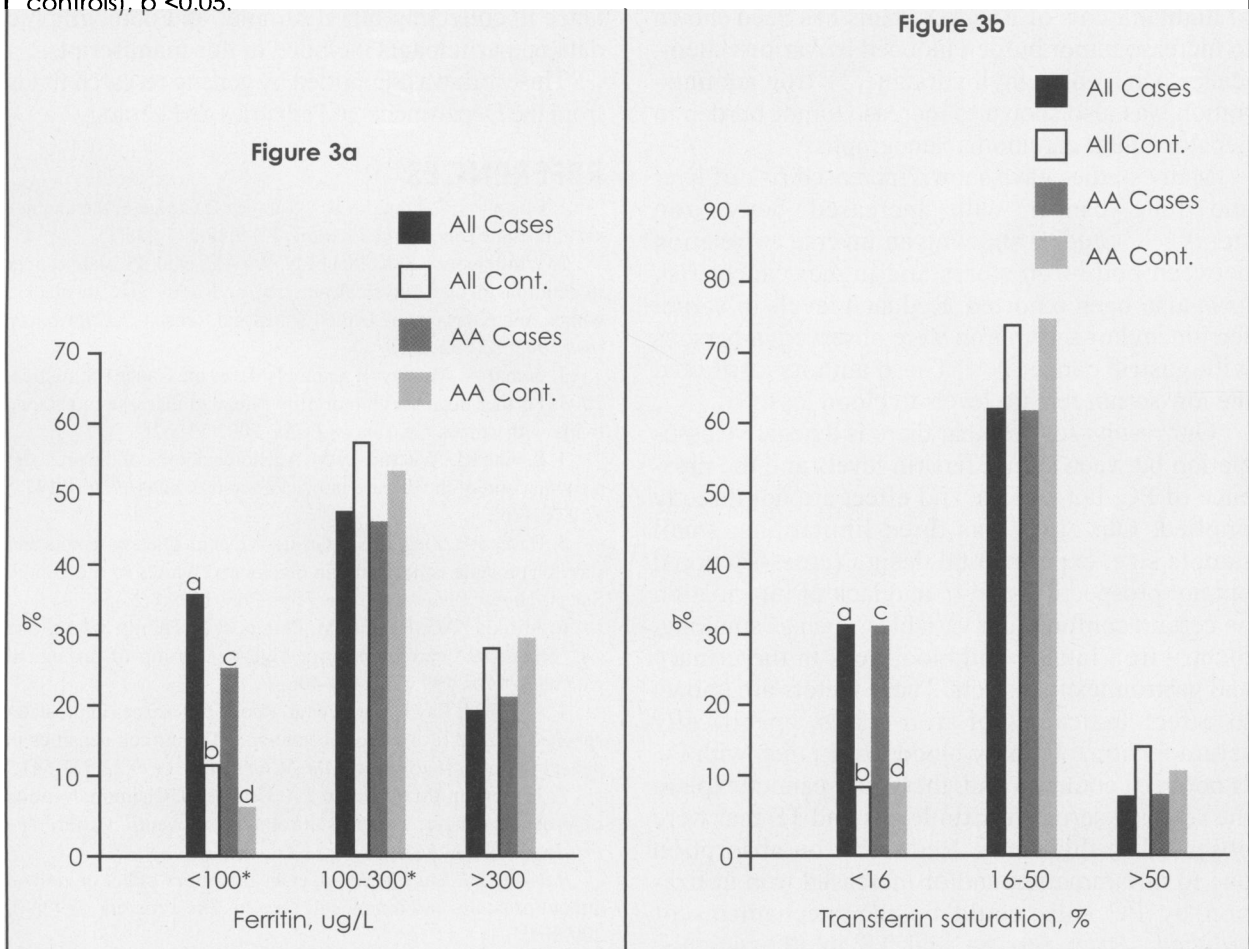 controls), p <0.05.
Figure 3a
All Cases
All Cont.
AA Cases
AA Cont.
70
60
50
40
30
20
10
0
%
a
b
c
d
<100*
100-300*
>300
Ferritin, ug/L
Figure 3b
All Cases
All Cont.
AA Cases
AA Cont.
90
80
70
60
50
40
30
20
10
0
%
a
b
c
d
<16
16-50
>50
Transferrin saturation, %